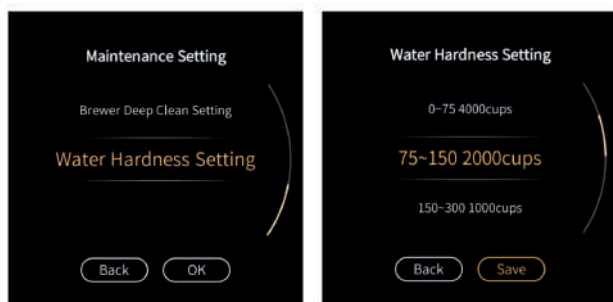 Maintenance Setting
Brewer Deep Clean Setting
Water Hardness Setting
Back
OK
Water Hardness Setting
0~75 4000cups
75~150 2000cups
150~300 1000cups
Back
Save